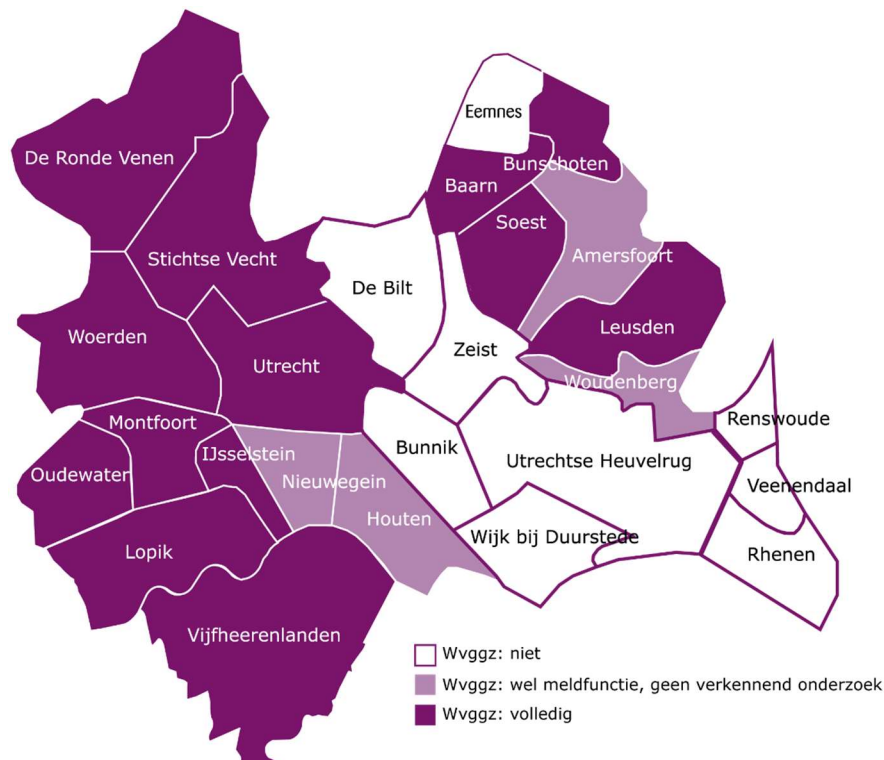 Eemnes
De Ronde Venen
Bunschoten
Baarn
Soest
Stichtse Vecht
Amersfoort
De Bilt
Leusden
Woerden
Zeist
Utrecht
Woudenberg
Renswoude
Montfoort
Bunnik
IJsselstein
Utrechtse Heuvelrug
Oudewater
Nieuwegein
Veenendaal
Houten
Wijk bij Duurstede
Lopik
Rhenen
Vijfheerenlanden
Wvggz: niet
Wvggz: wel meldfunctie, geen verkennend onderzoek
Wvggz: volledig